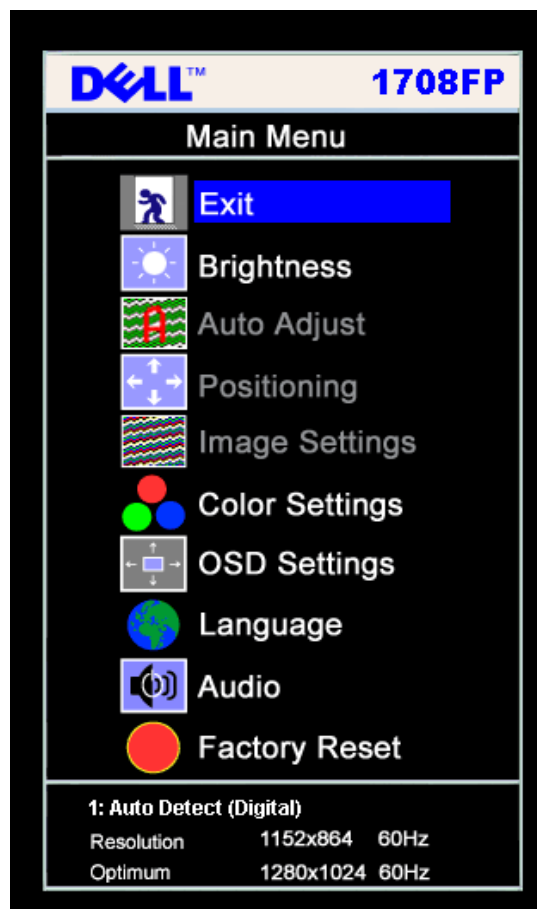 DELL™ 1708FP
Main Menu
Exit
Brightness
Auto Adjust
Positioning
Image Settings
Color Settings
OSD Settings
Language
Audio
Factory Reset
1: Auto Detect (Digital)
Resolution 1152x864 60Hz
Optimum 1280x1024 60Hz